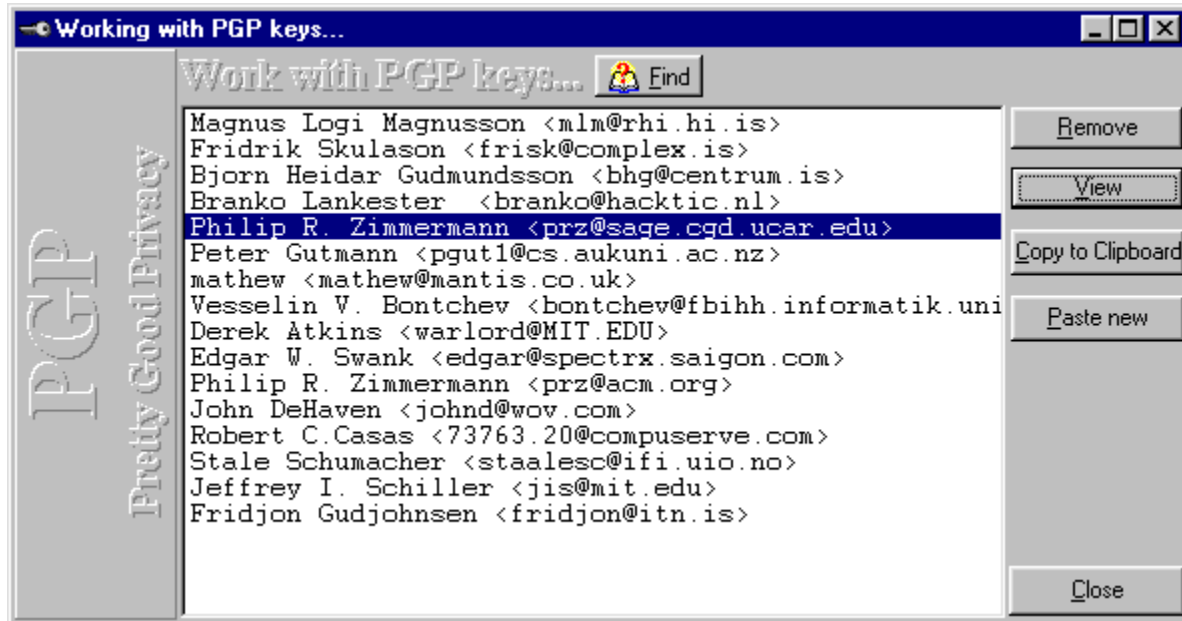 Working with PGP keys...
Work with PGP keys...
Find
PGP
Pretty Good Privacy
Magnus Logi Magnusson <mlm@rhi.hi.is>
Fridrik Skulason <frisk@complex.is>
Bjorn Heidar Gudmundsson <bhg@centrum.is>
Branko Lankester <branko@hacktic.nl>
Philip R. Zimmermann <prz@sage.cgd.ucar.edu>
Peter Gutmann <pgut1@cs.aukuni.ac.nz>
mathew <mathew@mantis.co.uk>
Vesselin V. Bontchev <bontchev@fbihh.informatik.uni
Derek Atkins <warlord@MIT.EDU>
Edgar W. Swank <edgar@spectrx.saigon.com>
Philip R. Zimmermann <prz@acm.org>
John DeHaven <johnd@wov.com>
Robert C.Casas <73763.20@compuserve.com>
Stale Schumacher <staalesc@ifi.uio.no>
Jeffrey I. Schiller <jis@mit.edu>
Fridjon Gudjohnsen <fridjon@itn.is>
Remove
View
Copy to Clipboard
Paste new
Close